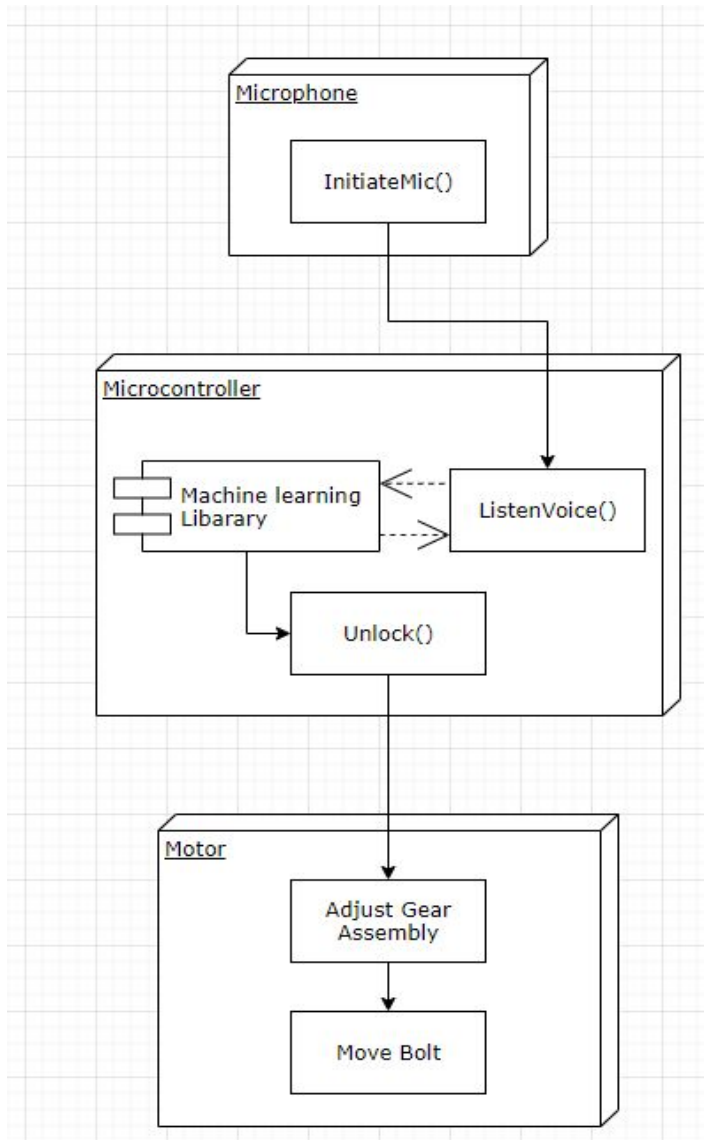 Microphone
InitiateMic()
Microcontroller
Machine learning
Libarary
ListenVoice()
Unlock()
Motor
Adjust Gear
Assembly
Move Bolt